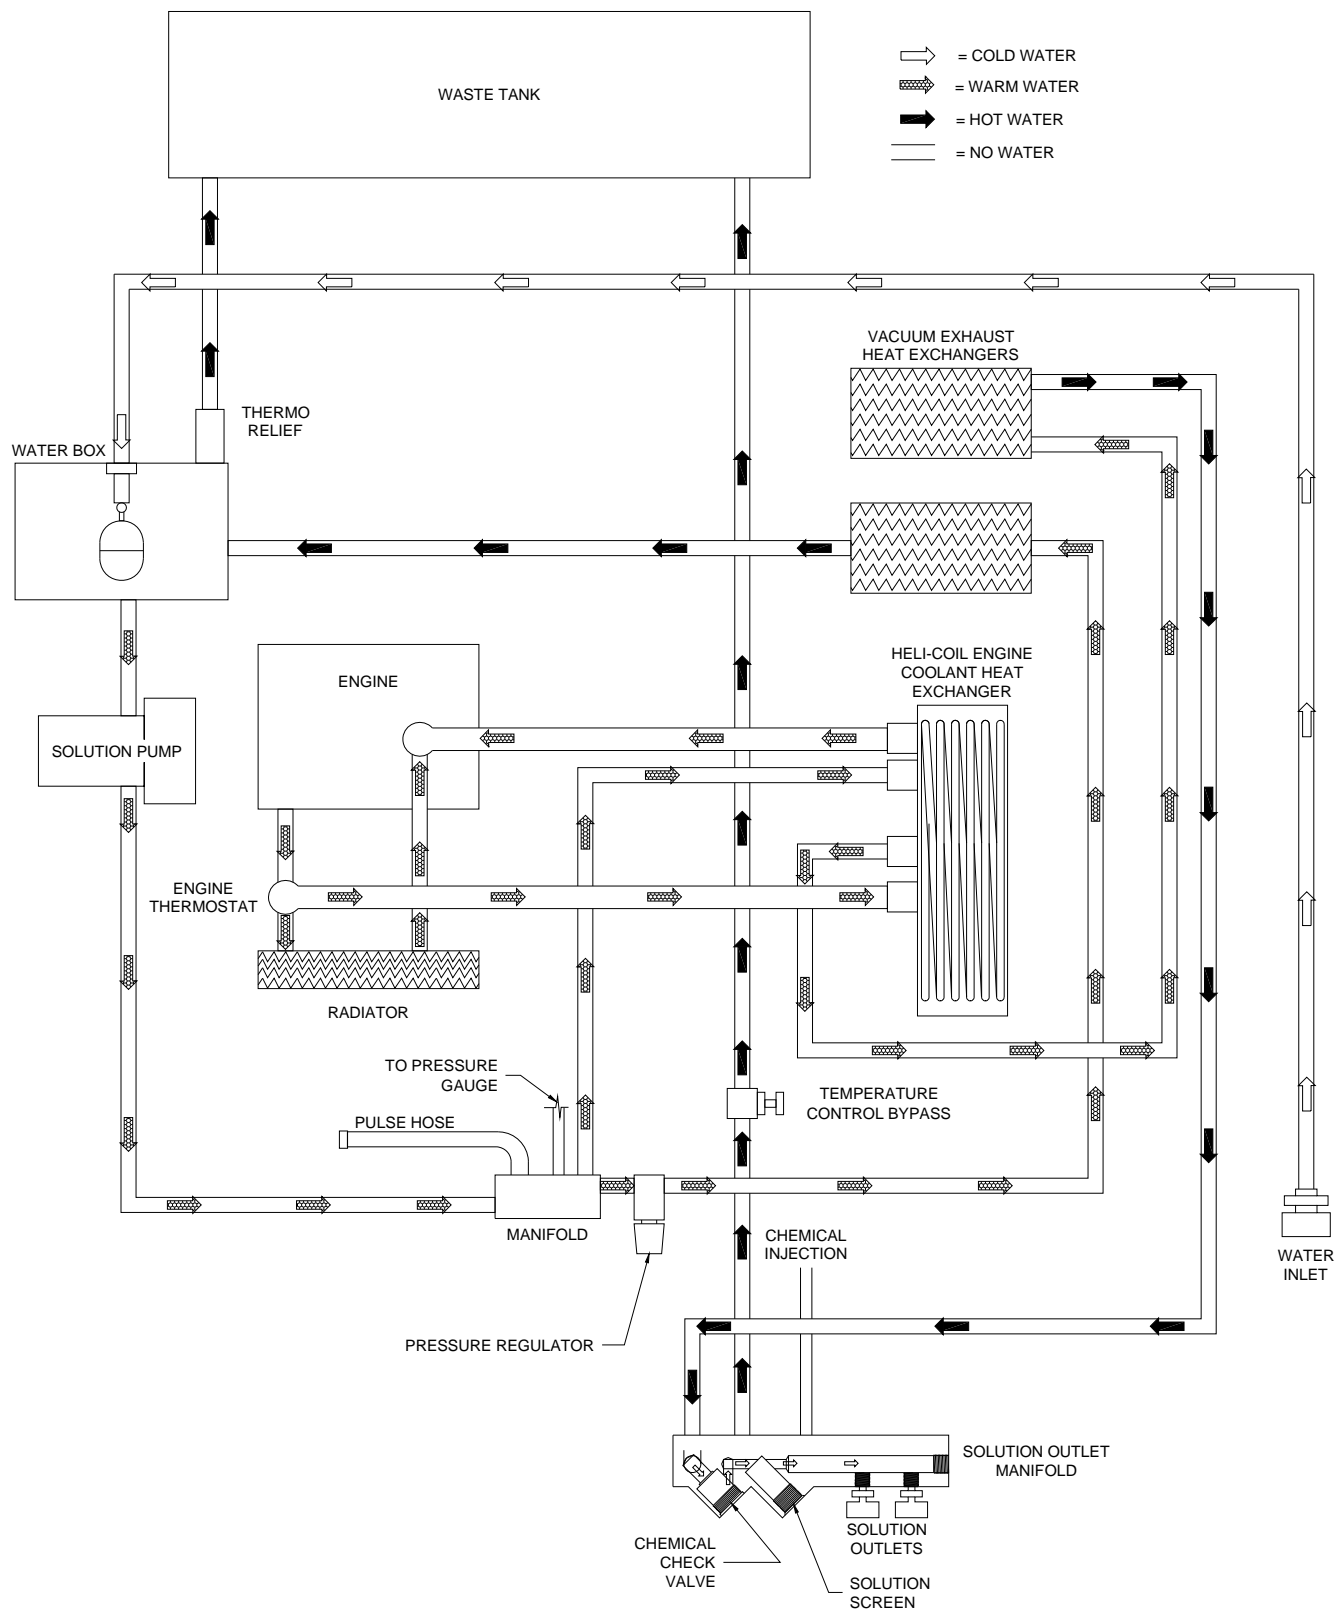 WASTE TANK
= COLD WATER
= WARM WATER
= HOT WATER
= NO WATER
VACUUM EXHAUST
HEAT EXCHANGERS
THERMO
RELIEF
WATER BOX
ENGINE
HELI-COIL ENGINE
COOLANT HEAT
EXCHANGER
SOLUTION PUMP
ENGINE
THERMOSTAT
RADIATOR
TO PRESSURE
GAUGE
TEMPERATURE
CONTROL BYPASS
PULSE HOSE
MANIFOLD
CHEMICAL
INJECTION
WATER
INLET
PRESSURE REGULATOR
SOLUTION OUTLET
MANIFOLD
SOLUTION
OUTLETS
CHEMICAL
CHECK
VALVE
SOLUTION
SCREEN